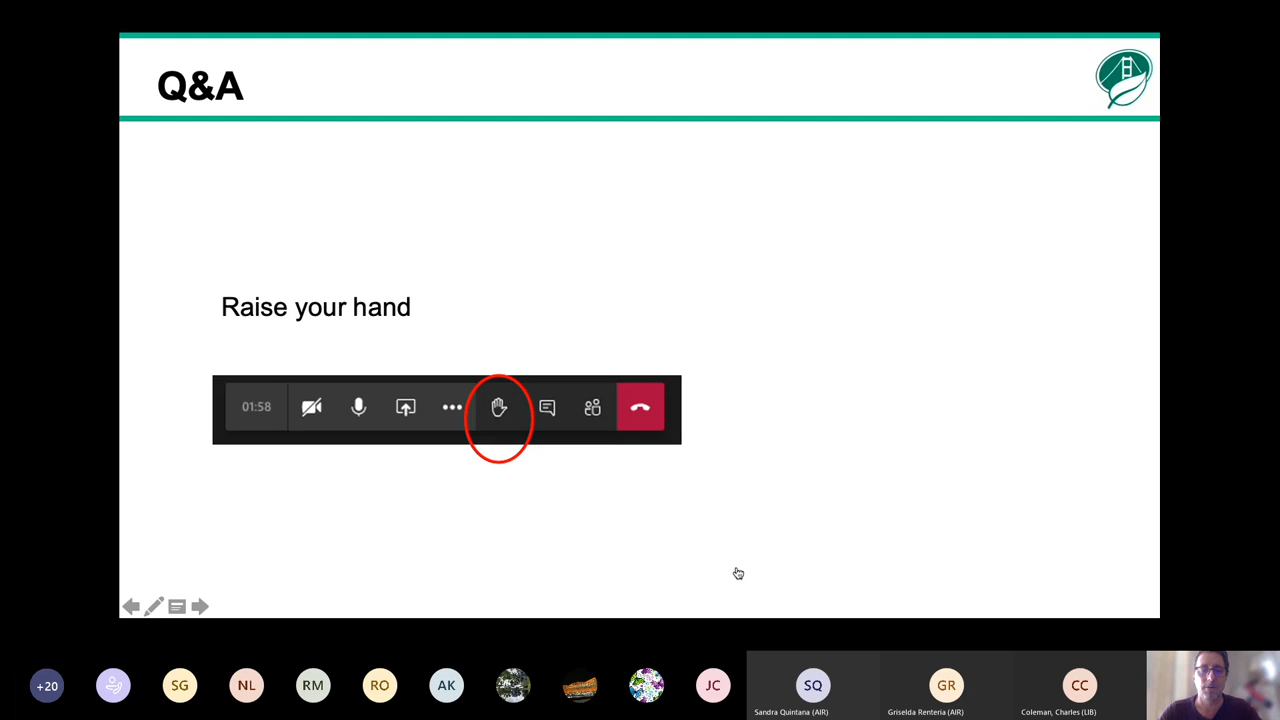 Q&A
Raise your hand
01:58
+20
SG
NL
RM
RO
AK
JC
SQ
GR
CC
Sandra Quintana (AIR)
Griselda Renteria (AIR)
Coleman, Charles (LIB)